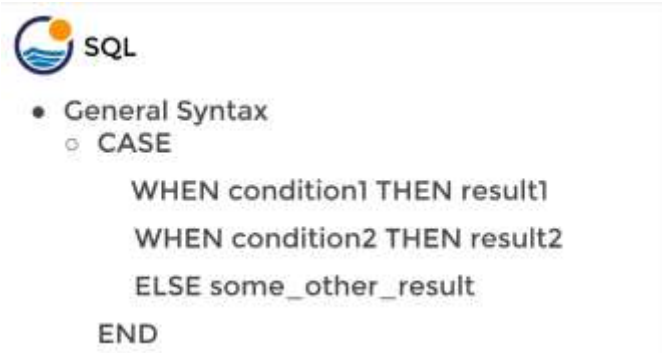 SQL
● General Syntax
○ CASE
WHEN condition1 THEN result1
WHEN condition2 THEN result2
ELSE some_other_result
END